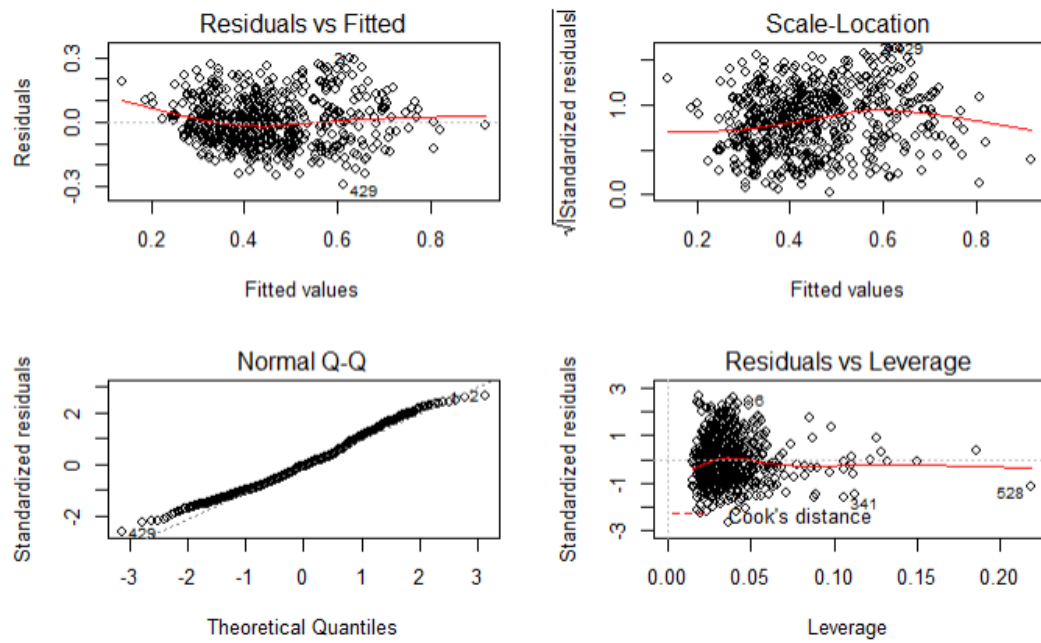 Residuals vs Fitted
Residuals
0.3
0.0
-0.3
429
0.2 0.4 0.6 0.8
Fitted values
Scale-Location
√|Standardized residuals|
1.0
0.0
0.2 0.4 0.6 0.8
Fitted values
Normal Q-Q
Standardized residuals
2
0
-2
429
2
-3 -2 -1 0 1 2 3
Theoretical Quantiles
Residuals vs Leverage
Standardized residuals
3
1
-1
-3
6
341
528
Cook's distance
0.00 0.05 0.10 0.15 0.20
Leverage